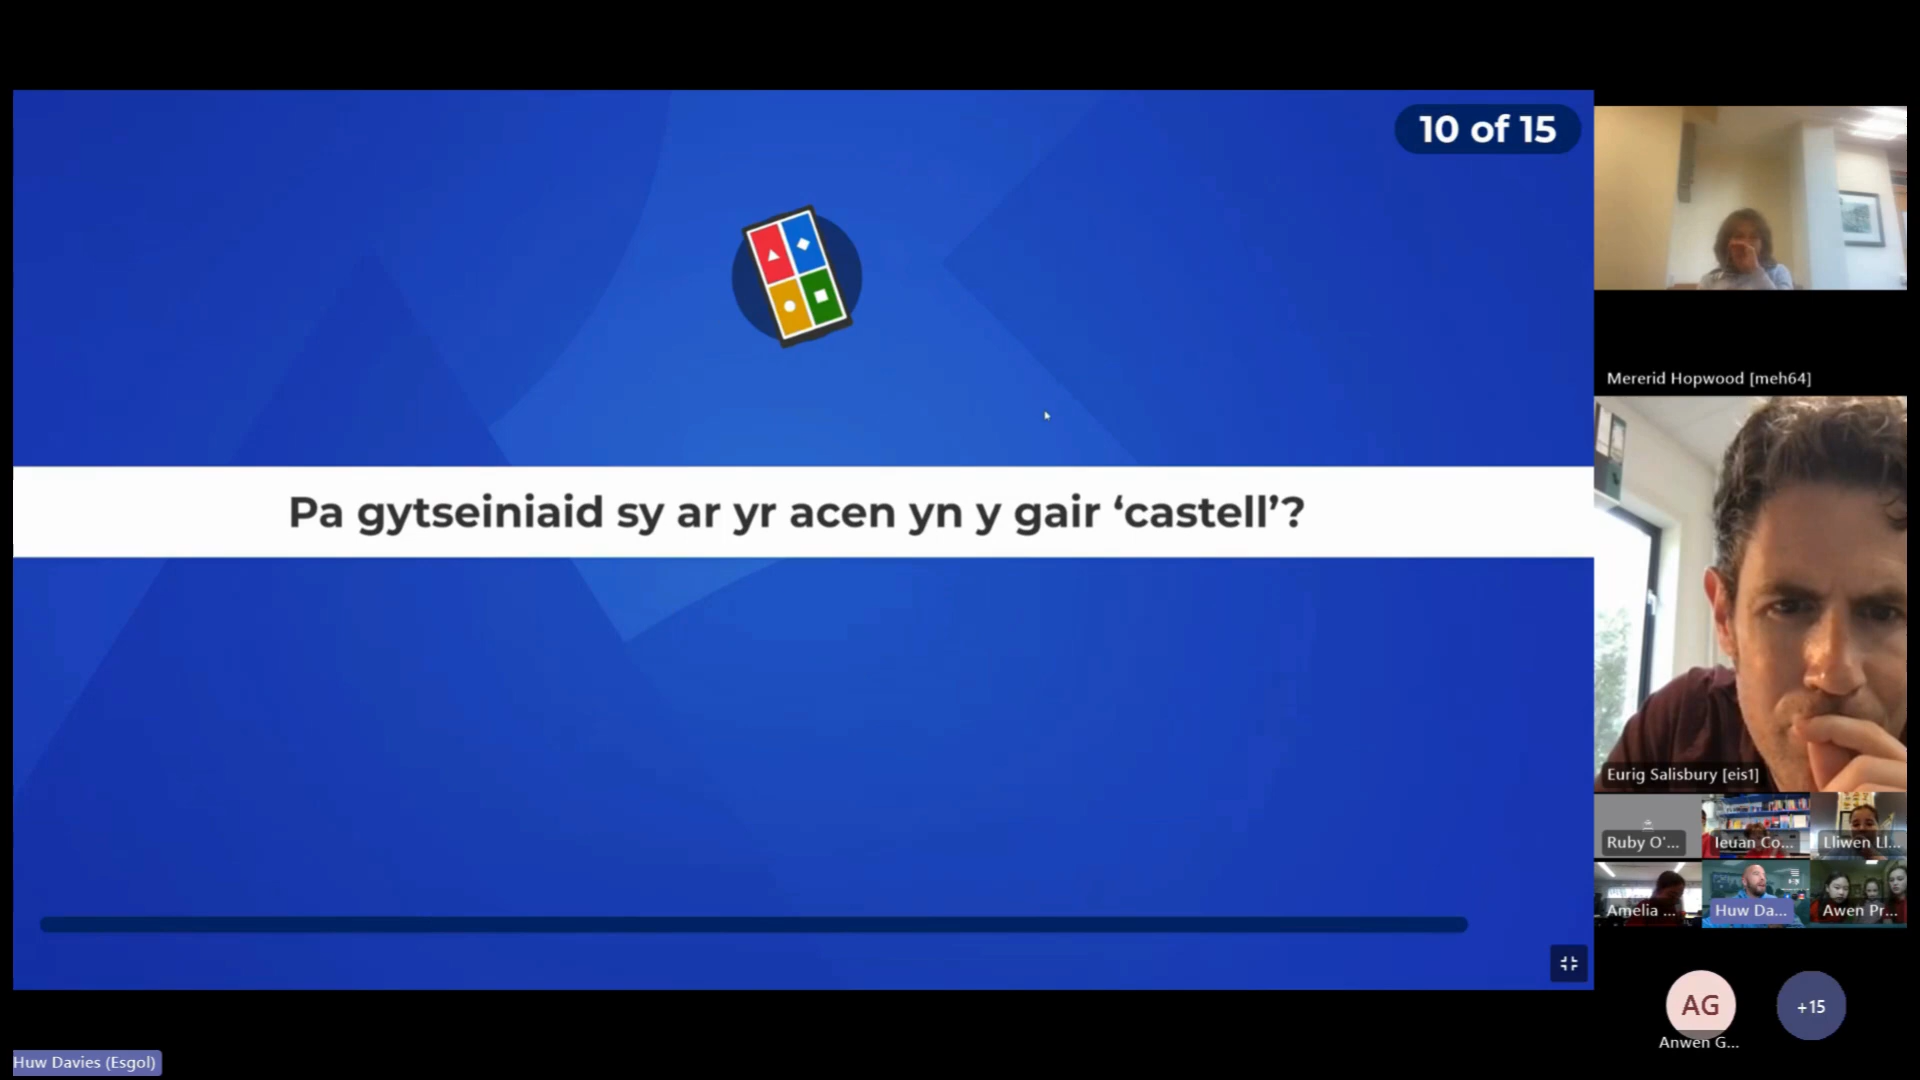 10 of 15
Pa gytseiniaid sy ar yr acen yn y gair ‘castell’?
Mererid Hopwood [meh64]
Eurig Salisbury [eis1]
Ruby O'...
Ieuan Co...
Lliwen Ll...
Amelia ...
Huw Da...
Awen Pr...
AG
+15
Anwen G...
Huw Davies (Esgol)